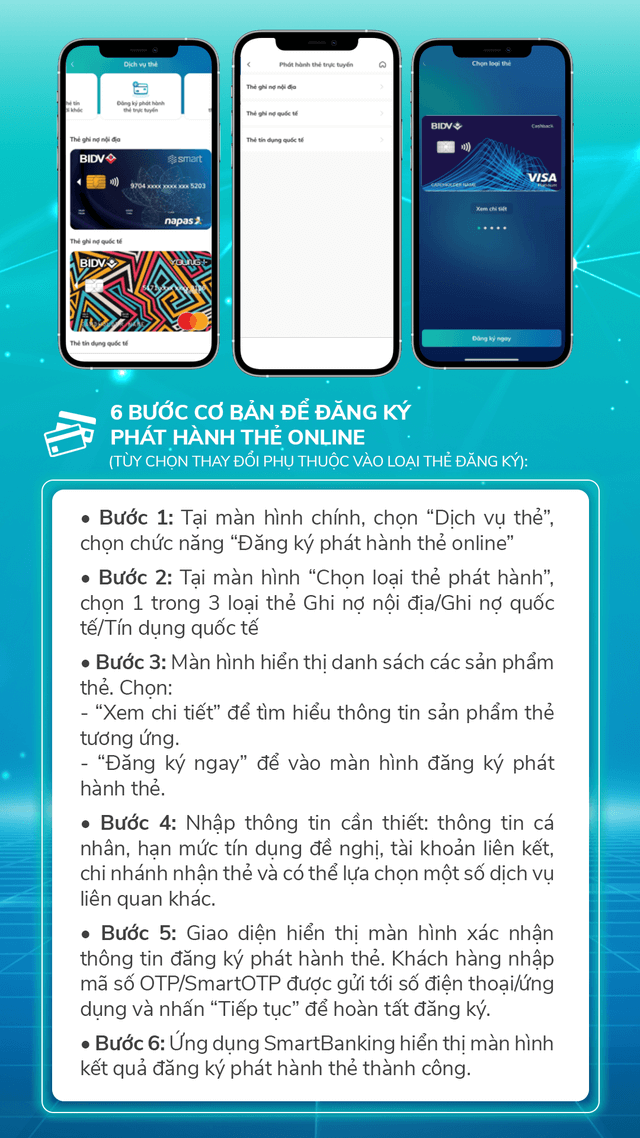 Dịch vụ thẻ
Đăng ký phát hành
thẻ trực tuyến
Thẻ ghi nợ nội địa
BIDV smart
9704 xxxx xxxx xxx 5203
napas
Thẻ ghi nợ quốc tế
BIDV YOUNG+
Thẻ tín dụng quốc tế
Phát hành thẻ trực tuyến
Thẻ ghi nợ nội địa
Thẻ ghi nợ quốc tế
Thẻ tín dụng quốc tế
Chọn loại thẻ
BIDV Cashback
CARDHOLDER NAME VISA
Platinum
Xem chi tiết
Đăng ký ngay
6 BƯỚC CƠ BẢN ĐỂ ĐĂNG KÝ
PHÁT HÀNH THẺ ONLINE
(TÙY CHỌN THAY ĐỔI PHỤ THUỘC VÀO LOẠI THẺ ĐĂNG KÝ):
• Bước 1: Tại màn hình chính, chọn “Dịch vụ thẻ”,
chọn chức năng “Đăng ký phát hành thẻ online”
• Bước 2: Tại màn hình “Chọn loại thẻ phát hành”,
chọn 1 trong 3 loại thẻ Ghi nợ nội địa/Ghi nợ quốc
tế/Tín dụng quốc tế
• Bước 3: Màn hình hiển thị danh sách các sản phẩm
thẻ. Chọn:
- “Xem chi tiết” để tìm hiểu thông tin sản phẩm thẻ
tương ứng.
- “Đăng ký ngay” để vào màn hình đăng ký phát
hành thẻ.
• Bước 4: Nhập thông tin cần thiết: thông tin cá
nhân, hạn mức tín dụng đề nghị, tài khoản liên kết,
chi nhánh nhận thẻ và có thể lựa chọn một số dịch vụ
liên quan khác.
• Bước 5: Giao diện hiển thị màn hình xác nhận
thông tin đăng ký phát hành thẻ. Khách hàng nhập
mã số OTP/SmartOTP được gửi tới số điện thoại/ứng
dụng và nhấn “Tiếp tục” để hoàn tất đăng ký.
• Bước 6: Ứng dụng SmartBanking hiển thị màn hình
kết quả đăng ký phát hành thẻ thành công.